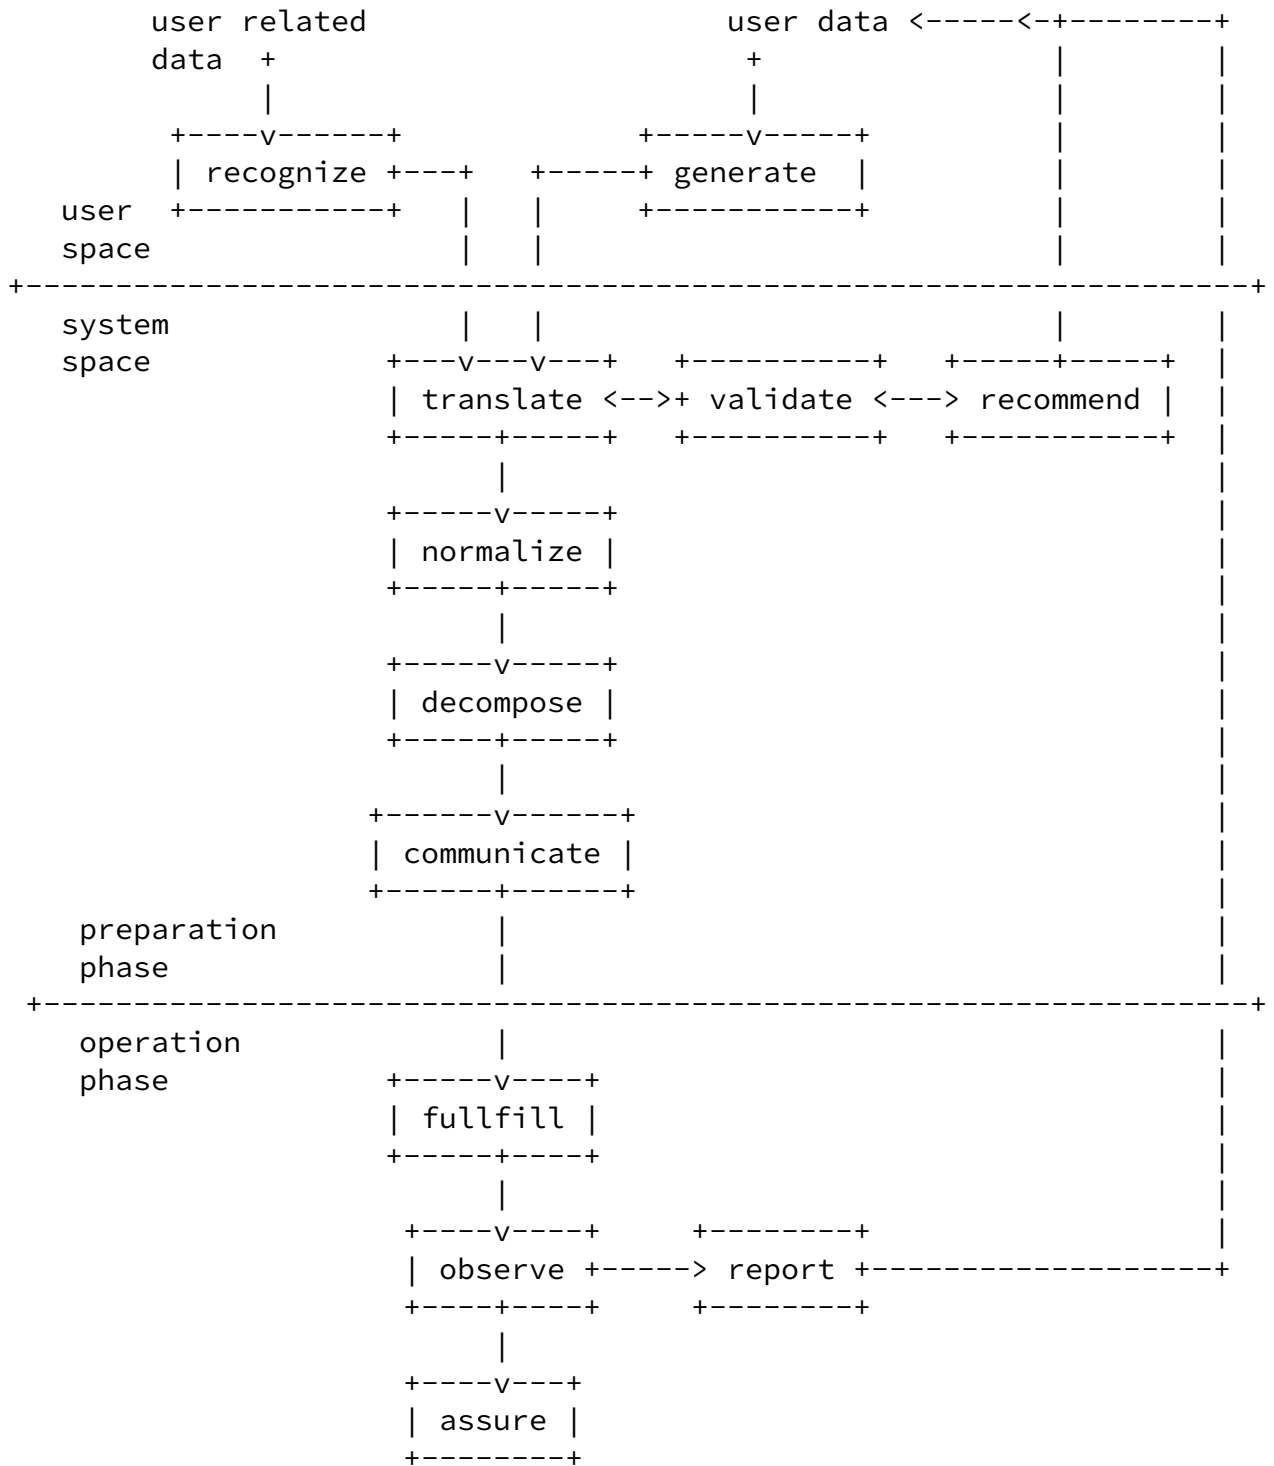 user related user data
data
recognize generate
user
space
system
space
translate validate recommend
normalize
decompose
communicate
preparation
phase
operation
phase
fullfill
observe report
assure